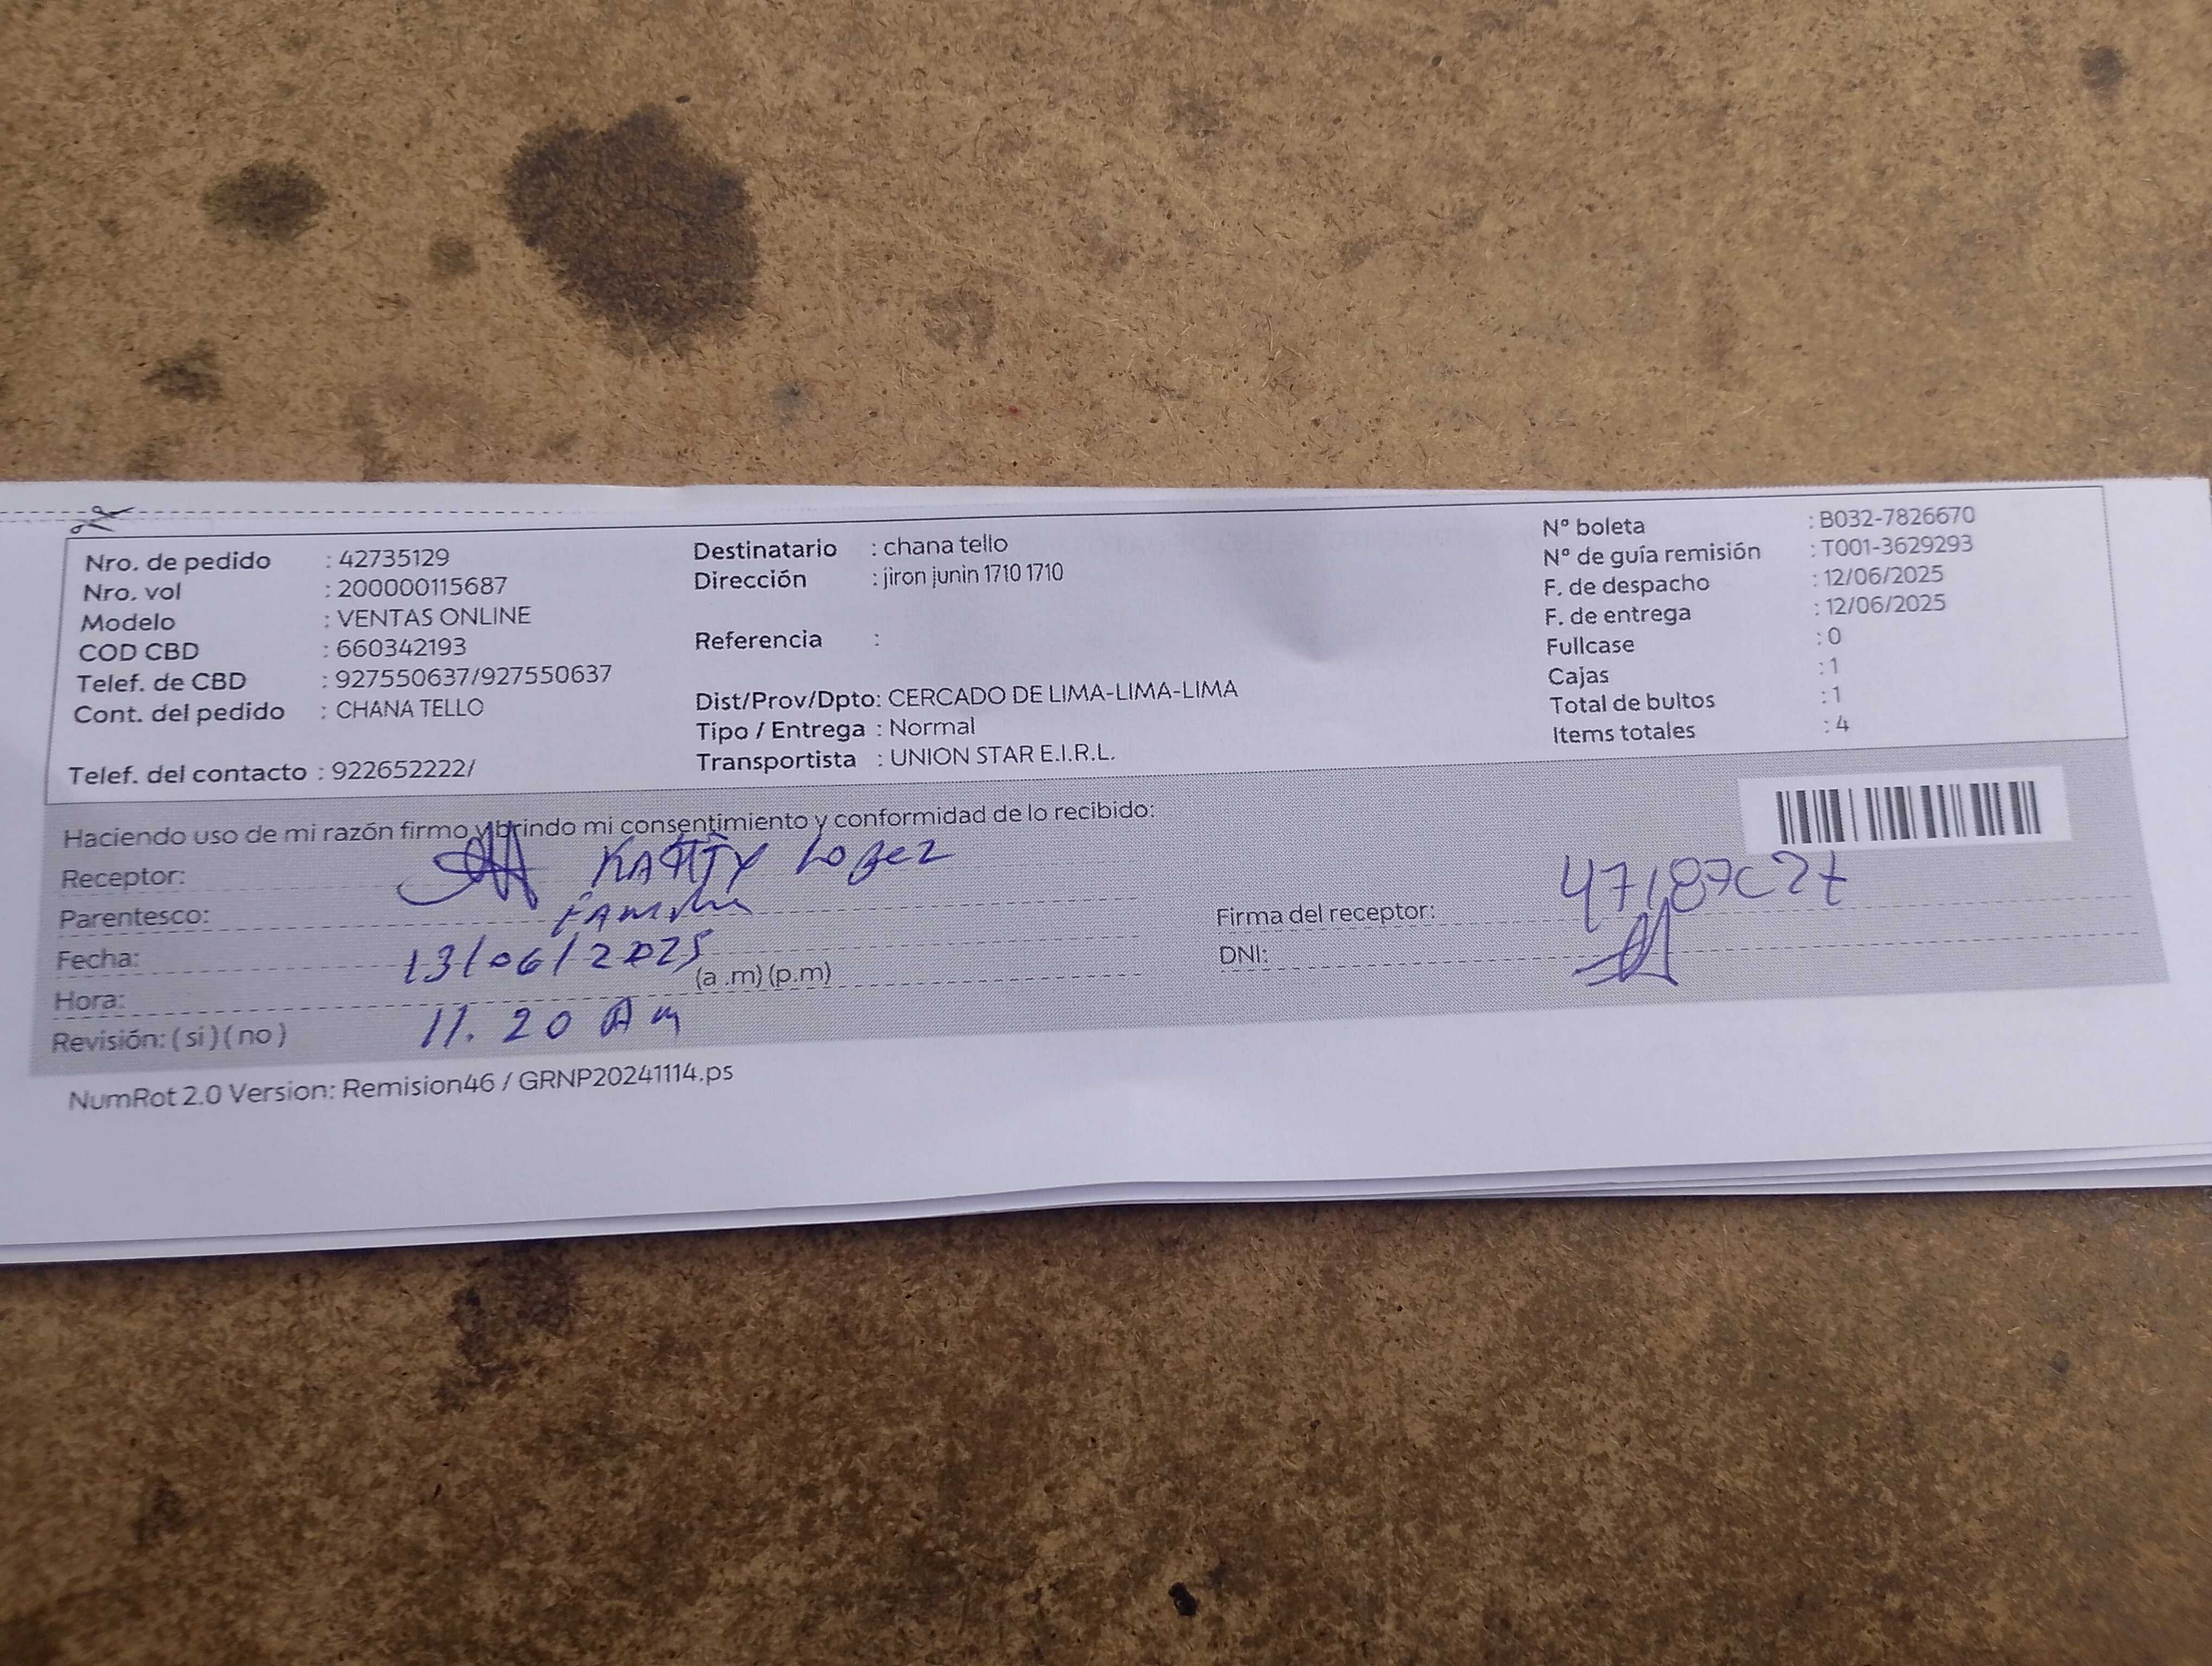 Nro. de pedido : 42735129
Nro. vol : 200000115687
Modelo : VENTAS ONLINE
COD CBD : 660342193
Telef. de CBD : 927550637/927550637
Cont. del pedido : CHANA TELLO
Telef. del contacto : 922652222/
Destinatario : chana tello
Dirección : jiron junin 1710 1710
Referencia :
Dist/Prov/Dpto: CERCADO DE LIMA-LIMA-LIMA
Tipo / Entrega : Normal
Transportista : UNION STAR E.I.R.L.
N° boleta : B032-7826670
N° de guía remisión : T001-3629293
F. de despacho : 12/06/2025
F. de entrega : 12/06/2025
Fullcase : 0
Cajas : 1
Total de bultos : 1
Items totales : 4
Haciendo uso de mi razón firmo y brindo mi consentimiento y conformidad de lo recibido:
Receptor: Lopez
Parentesco:
Fecha: 13/06/2025
Hora: (a .m) (p.m)
11.20 Am
Revisión: ( si ) ( no )
Firma del receptor:
DNI:
NumRot 2.0 Version: Remision46 / GRNP20241114.ps